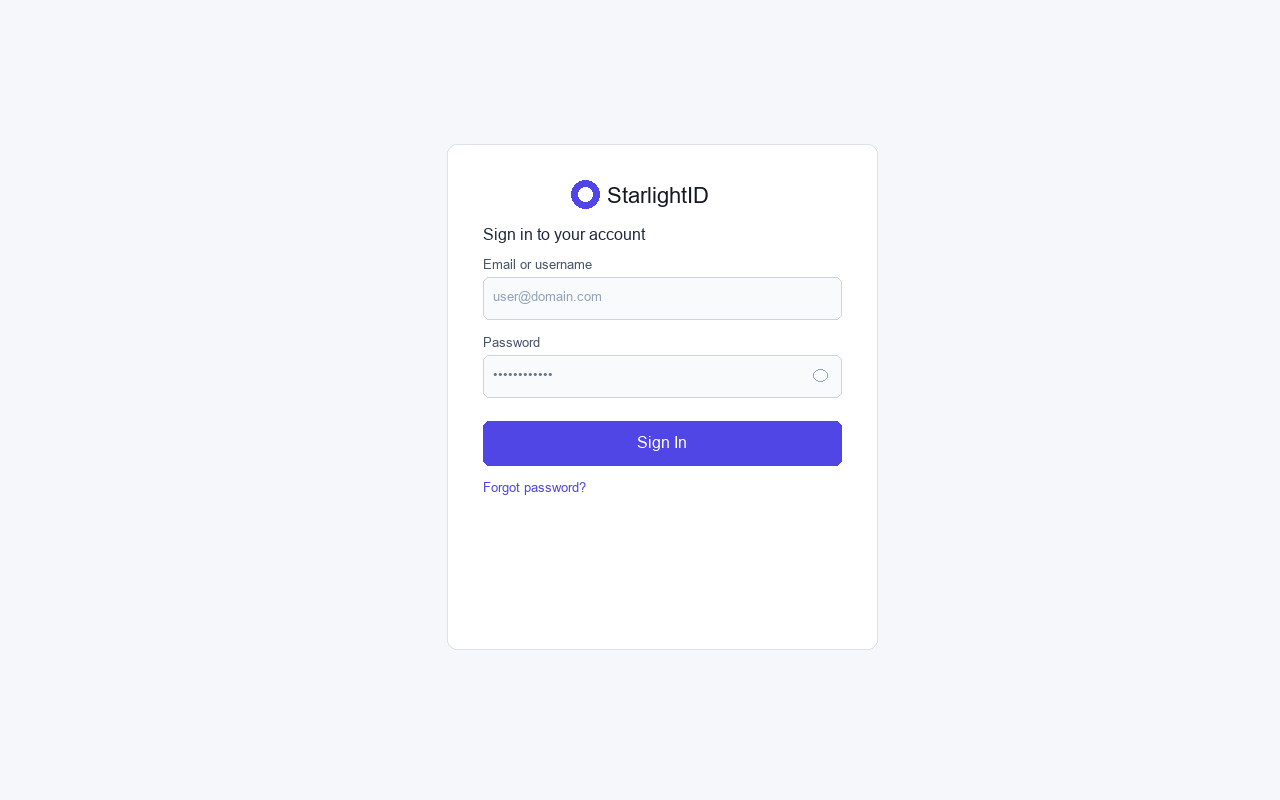 StarlightID
Sign in to your account
Email or username
user@domain.com
Password
••••••••••••
Sign In
Forgot password?